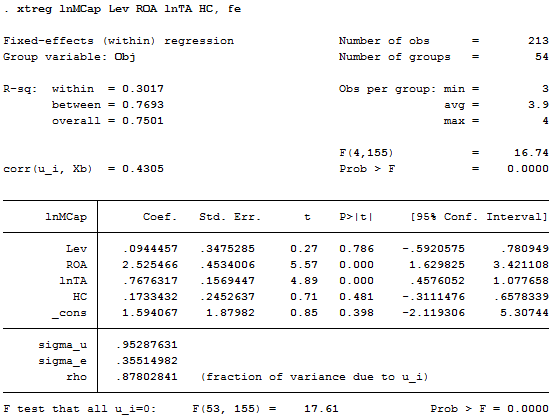 . xtreg lnMCap Lev ROA lnTA HC, fe
Fixed-effects (within) regression Number of obs = 213
Group variable: Obj Number of groups = 54
R-sq: within = 0.3017 Obs per group: min = 3
between = 0.7693 avg = 3.9
overall = 0.7501 max = 4
F(4,155) = 16.74
corr(u_i, Xb) = 0.4305 Prob > F = 0.0000
lnMCap Coef. Std. Err. t P>|t| [95% Conf. Interval]
Lev .0944457 .3475285 0.27 0.786 -.5920575 .780949
ROA 2.525466 .4534006 5.57 0.000 1.629825 3.421108
lnTA .7676317 .1569447 4.89 0.000 .4576052 1.077658
HC .1733432 .2452637 0.71 0.481 -.3111476 .6578339
_cons 1.594067 1.87982 0.85 0.398 -2.119306 5.30744
sigma_u .95287631
sigma_e .35514982
rho .87802841 (fraction of variance due to u_i)
F test that all u_i=0: F(53, 155) = 17.61 Prob > F = 0.0000